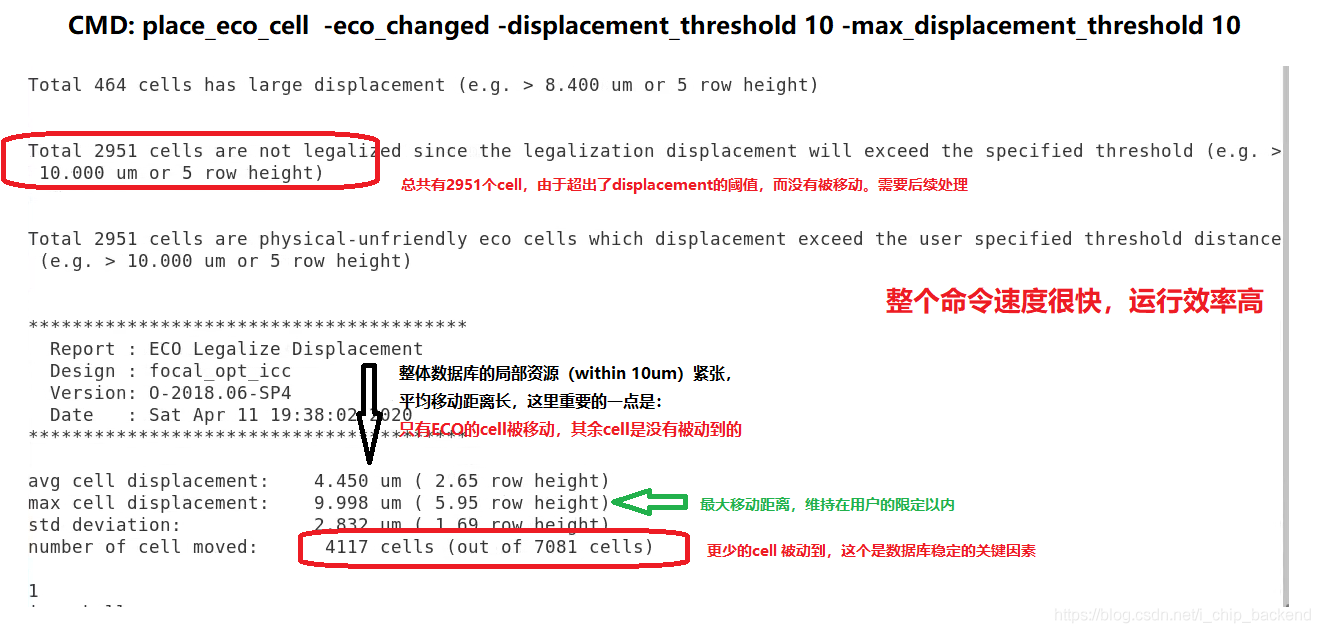 CMD: place_eco_cell  -eco_changed -displacement_threshold 10 -max_displacement_threshold 10
Total 464 cells has large displacement (e.g. > 8.400 um or 5 row height)
Total 2951 cells are not legalized since the legalization displacement will exceed the specified threshold (e.g. >
10.000 um or 5 row height)
总共有2951个cell，由于超出了displacement的阈值，而没有被移动。需要后续处理
Total 2951 cells are physical-unfriendly eco cells which displacement exceed the user specified threshold distance
(e.g. > 10.000 um or 5 row height)
整个命令速度很快，运行效率高
****************************************
Report : ECO Legalize Displacement
Design : focal_opt_icc
Version: O-2018.06-SP4
Date   : Sat Apr 11 19:38:02 2020
****************************************
整体数据库的局部资源（within 10um）紧张，
平均移动距离长，这里重要的一点是：
只有ECO的cell被移动，其余cell是没有被动到的
avg cell displacement:    4.450 um ( 2.65 row height)
max cell displacement:    9.998 um ( 5.95 row height)
最大移动距离，维持在用户的限定以内
std deviation:            2.832 um ( 1.69 row height)
number of cell moved:      4117 cells (out of 7081 cells)
更少的cell 被动到，这个是数据库稳定的关键因素
1
https://blog.csdn.net/i_chip_backend